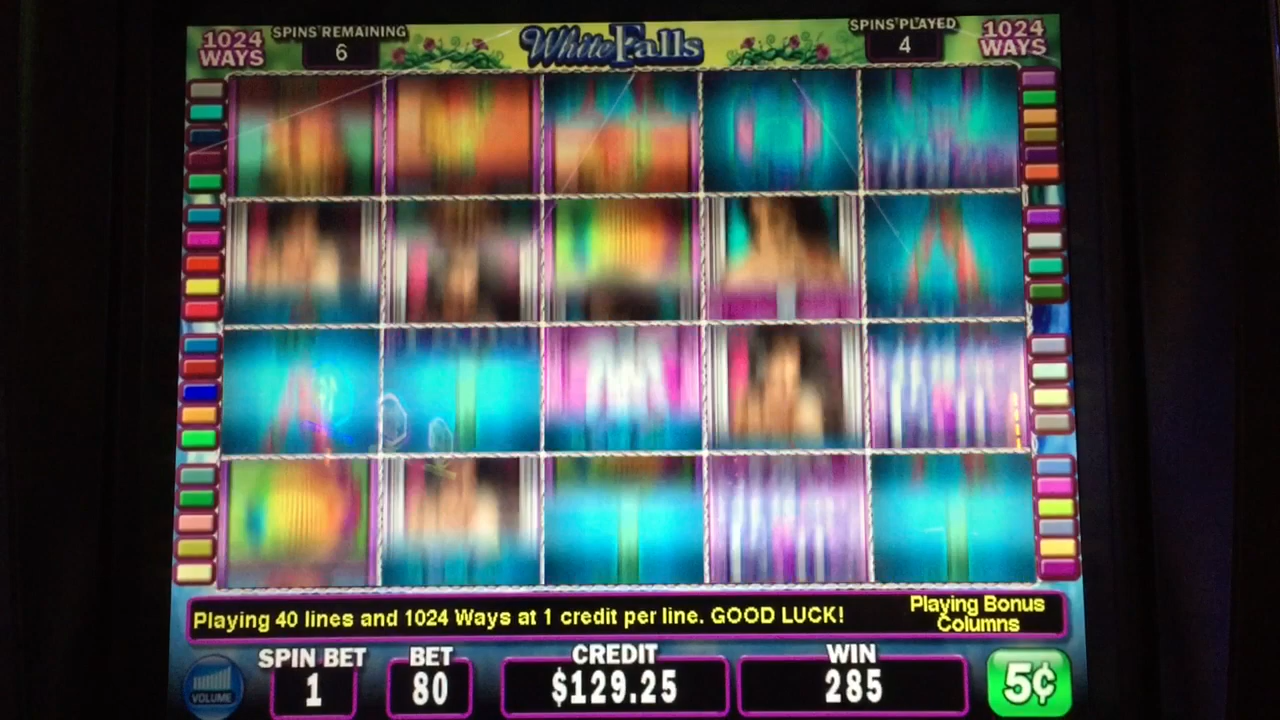 1024 WAYS
SPINS REMAINING
6
White Falls
SPINS PLAYED
4
1024 WAYS
Playing 40 lines and 1024 Ways at 1 credit per line. GOOD LUCK!
Playing Bonus
Columns
VOLUME
SPIN BET
1
BET
80
CREDIT
$129.25
WIN
285
5¢